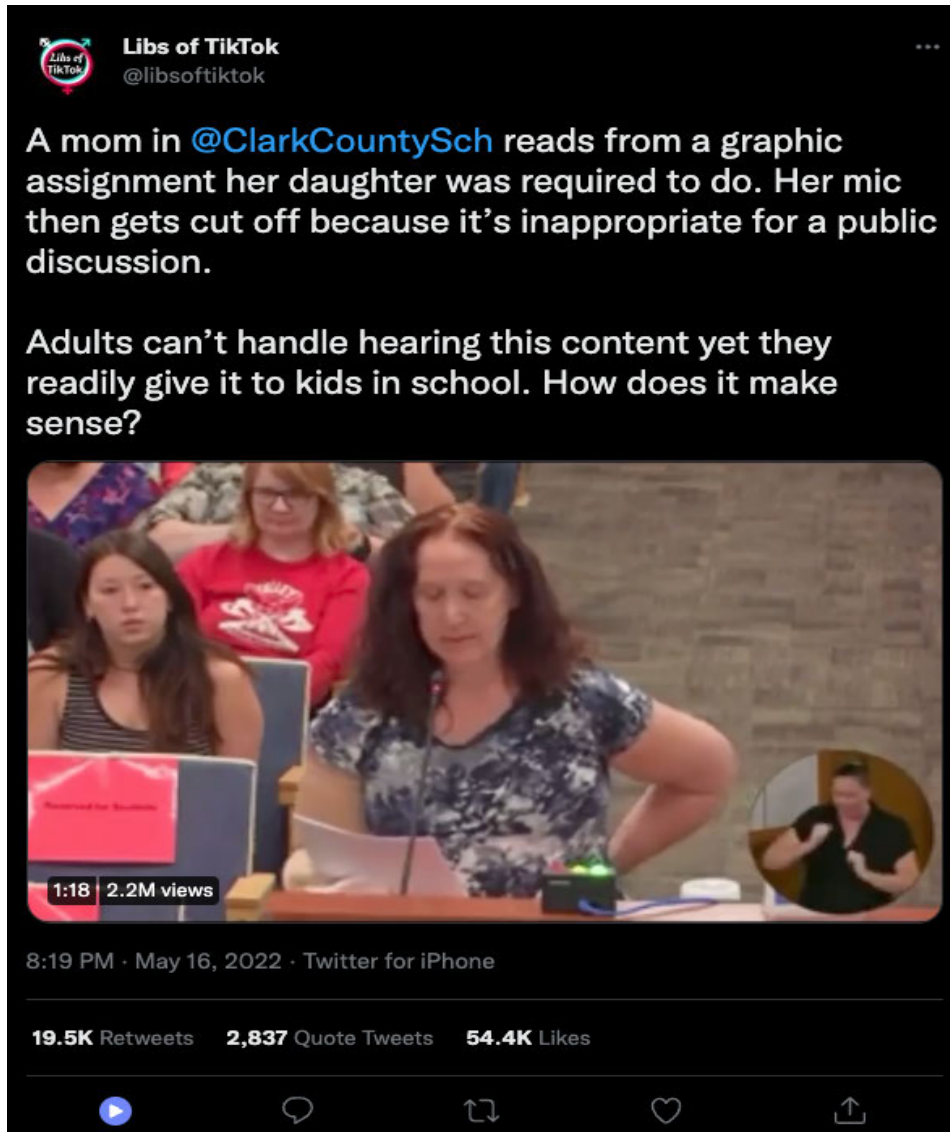 Libs of TikTok
Libs of
TikTok
@libsoftiktok
A mom in @ClarkCountySch reads from a graphic
assignment her daughter was required to do. Her mic
then gets cut off because it’s inappropriate for a public
discussion.
Adults can’t handle hearing this content yet they
readily give it to kids in school. How does it make
sense?
Reserved for Students
1:18 2.2M views
8:19 PM · May 16, 2022 · Twitter for iPhone
19.5K Retweets 2,837 Quote Tweets 54.4K Likes